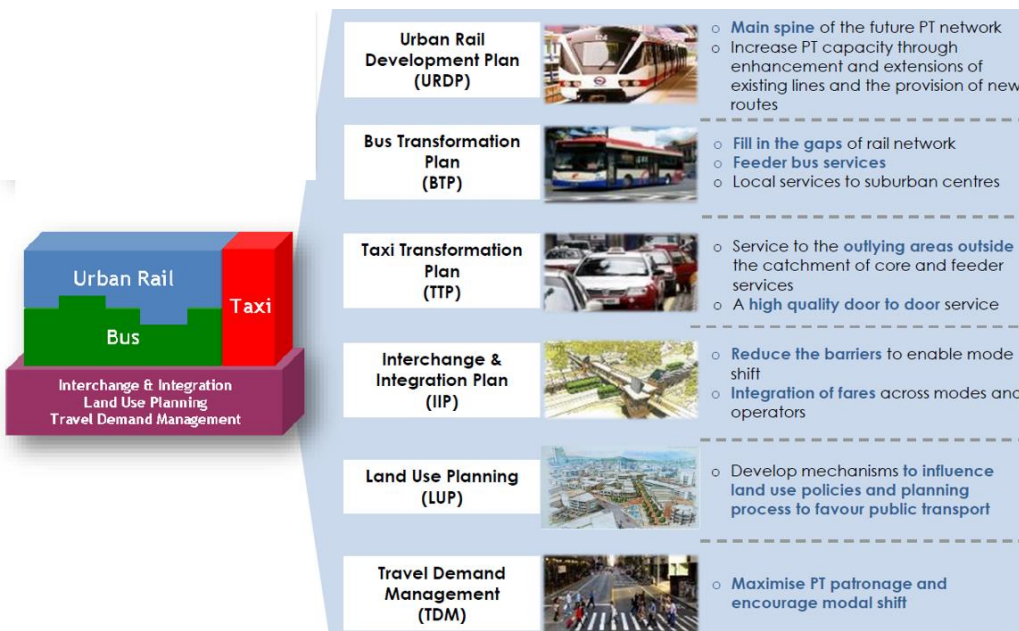 Urban Rail
Bus
Taxi
Interchange & Integration
Land Use Planning
Travel Demand Management
Urban Rail
Development Plan
(URDP)
○ Main spine of the future PT network
○ Increase PT capacity through
enhancement and extensions of
existing lines and the provision of new
routes
Bus Transformation
Plan
(BTP)
○ Fill in the gaps of rail network
○ Feeder bus services
○ Local services to suburban centres
Taxi Transformation
Plan
(TTP)
○ Service to the outlying areas outside
the catchment of core and feeder
services
○ A high quality door to door service
Interchange &
Integration Plan
(IIP)
○ Reduce the barriers to enable mode
shift
○ Integration of fares across modes and
operators
Land Use Planning
(LUP)
○ Develop mechanisms to influence
land use policies and planning
process to favour public transport
Travel Demand
Management
(TDM)
○ Maximise PT patronage and
encourage modal shift